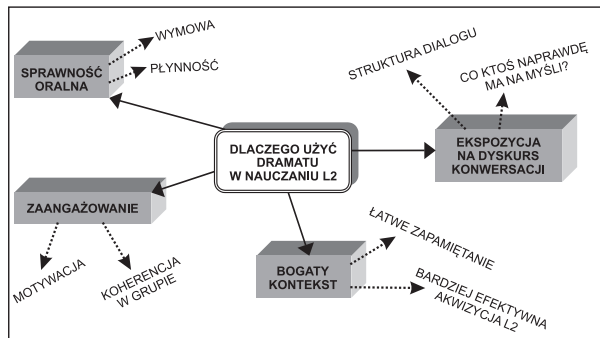 SPRAWNOŚĆ
ORALNA
WYMOWA
PŁYNNOŚĆ
STRUKTURA DIALOGU
CO KTOŚ NAPRAWDĘ
MA NA MYŚLI?
DLACZEGO UŻYĆ
DRAMATU
W NAUCZANIU L2
EKSPOZYCJA
NA DYSKURS
KONWERSACJI
ZAANGAŻOWANIE
MOTYWACJA
KOHERENCJA
W GRUPIE
BOGATY
KONTEKST
ŁATWE ZAPAMIĘTANIE
BARDZIEJ EFEKTYWNA
AKWIZYCJA L2